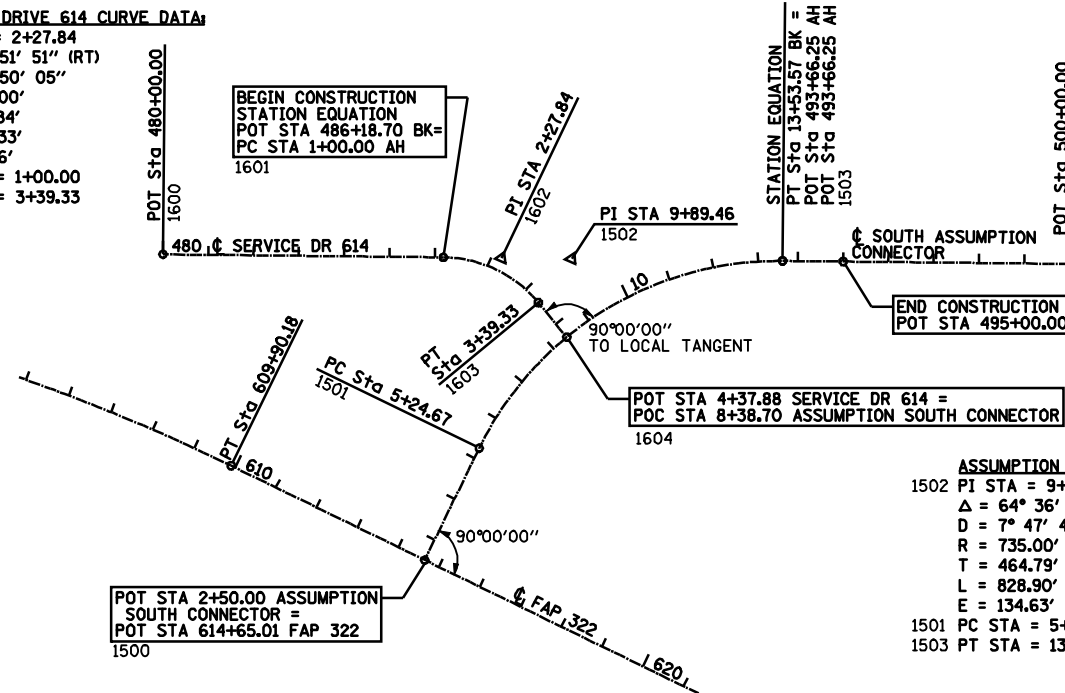 DRIVE 614 CURVE DATA:
= 2+27.84
51' 51" (RT)
50' 05"
00'
84'
33'
6'
= 1+00.00
= 3+39.33
POT Sta 480+00.00
1600
BEGIN CONSTRUCTION
STATION EQUATION
POT STA 486+18.70 BK=
PC STA 1+00.00 AH
1601
PI STA 2+27.84
1602
PI STA 9+89.46
1502
STATION EQUATION
PT Sta 13+53.57 BK =
POT Sta 493+66.25 AH
POT Sta 493+66.25 AH
1503
POT Sta 500+00.00
480 ℄ SERVICE DR 614
℄ SOUTH ASSUMPTION
CONNECTOR
10
END CONSTRUCTION
POT STA 495+00.00
90°00'00"
TO LOCAL TANGENT
PT
Sta 3+39.33
1603
PC Sta 5+24.67
1501
PT Sta 609+90.18
610
POT STA 4+37.88 SERVICE DR 614 =
POC STA 8+38.70 ASSUMPTION SOUTH CONNECTOR
1604
90°00'00"
POT STA 2+50.00 ASSUMPTION
SOUTH CONNECTOR =
POT STA 614+65.01 FAP 322
1500
℄ FAP 322
620
ASSUMPTION
1502 PI STA = 9+
Δ = 64° 36'
D = 7° 47' 4
R = 735.00'
T = 464.79'
L = 828.90'
E = 134.63'
1501 PC STA = 5+
1503 PT STA = 13